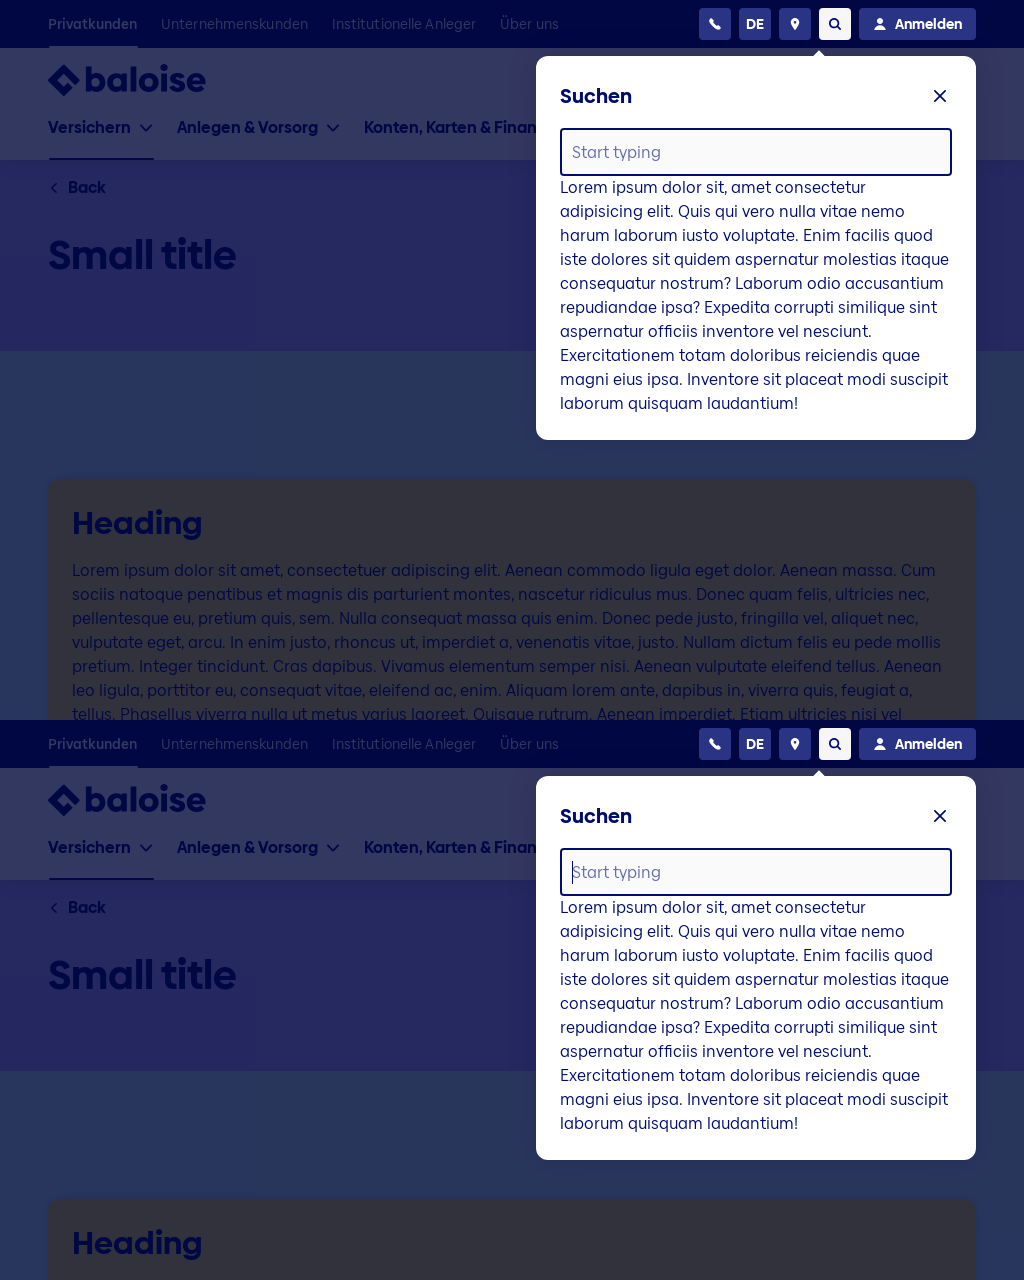 Privatkunden Unternehmenskunden Institutionelle Anleger Über uns DE Anmelden
baloise
Versichern Anlegen & Vorsorg Konten, Karten & Finan
Back
Small title
Suchen
Start typing
Lorem ipsum dolor sit, amet consectetur
adipisicing elit. Quis qui vero nulla vitae nemo
harum laborum iusto voluptate. Enim facilis quod
iste dolores sit quidem aspernatur molestias itaque
consequatur nostrum? Laborum odio accusantium
repudiandae ipsa? Expedita corrupti similique sint
aspernatur officiis inventore vel nesciunt.
Exercitationem totam doloribus reiciendis quae
magni eius ipsa. Inventore sit placeat modi suscipit
laborum quisquam laudantium!
Heading
Lorem ipsum dolor sit amet, consectetuer adipiscing elit. Aenean commodo ligula eget dolor. Aenean massa. Cum
sociis natoque penatibus et magnis dis parturient montes, nascetur ridiculus mus. Donec quam felis, ultricies nec,
pellentesque eu, pretium quis, sem. Nulla consequat massa quis enim. Donec pede justo, fringilla vel, aliquet nec,
vulputate eget, arcu. In enim justo, rhoncus ut, imperdiet a, venenatis vitae, justo. Nullam dictum felis eu pede mollis
pretium. Integer tincidunt. Cras dapibus. Vivamus elementum semper nisi. Aenean vulputate eleifend tellus. Aenean
leo ligula, porttitor eu, consequat vitae, eleifend ac, enim. Aliquam lorem ante, dapibus in, viverra quis, feugiat a,
tellus. Phasellus viverra nulla ut metus varius laoreet. Quisque rutrum. Aenean imperdiet. Etiam ultricies nisi vel
Privatkunden Unternehmenskunden Institutionelle Anleger Über uns DE Anmelden
baloise
Versichern Anlegen & Vorsorg Konten, Karten & Finan
Back
Small title
Suchen
Start typing
Lorem ipsum dolor sit, amet consectetur
adipisicing elit. Quis qui vero nulla vitae nemo
harum laborum iusto voluptate. Enim facilis quod
iste dolores sit quidem aspernatur molestias itaque
consequatur nostrum? Laborum odio accusantium
repudiandae ipsa? Expedita corrupti similique sint
aspernatur officiis inventore vel nesciunt.
Exercitationem totam doloribus reiciendis quae
magni eius ipsa. Inventore sit placeat modi suscipit
laborum quisquam laudantium!
Heading